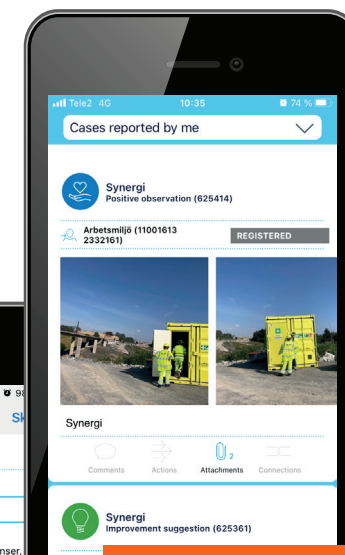 Tele2 4G 10:35 74 %
Cases reported by me
Synergi
Positive observation (625414)
Arbetsmiljö (11001613
2332161)
REGISTERED
Synergi
2
Comments Actions Attachments Connections
Synergi
Improvement suggestion (625361)